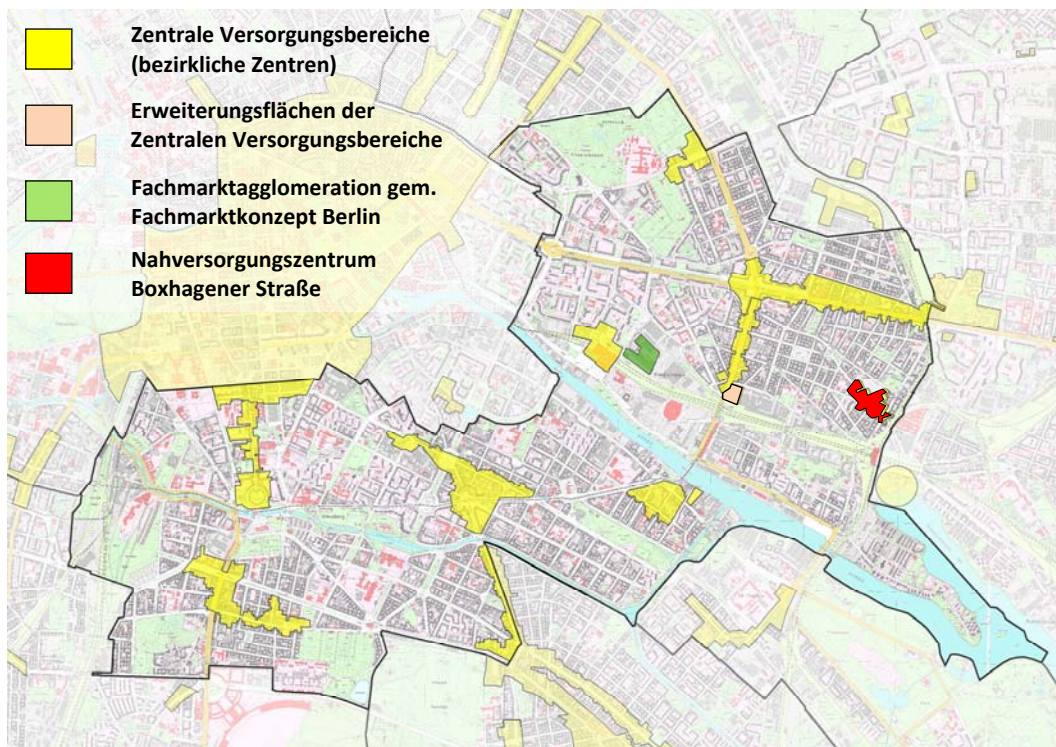 Zentrale Versorgungsbereiche
(bezirkliche Zentren)
Erweiterungsflächen der
Zentralen Versorgungsbereiche
Fachmarktagglomeration gem.
Fachmarktkonzept Berlin
Nahversorgungszentrum
Boxhagener Straße